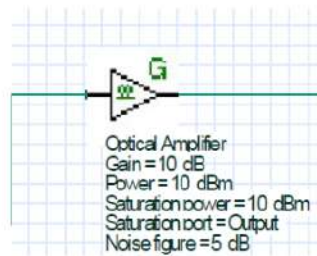 G
Optical Amplifier
Gain = 10 dB
Power = 10 dBm
Saturation power = 10 dBm
Saturation port = Output
Noise figure = 5 dB